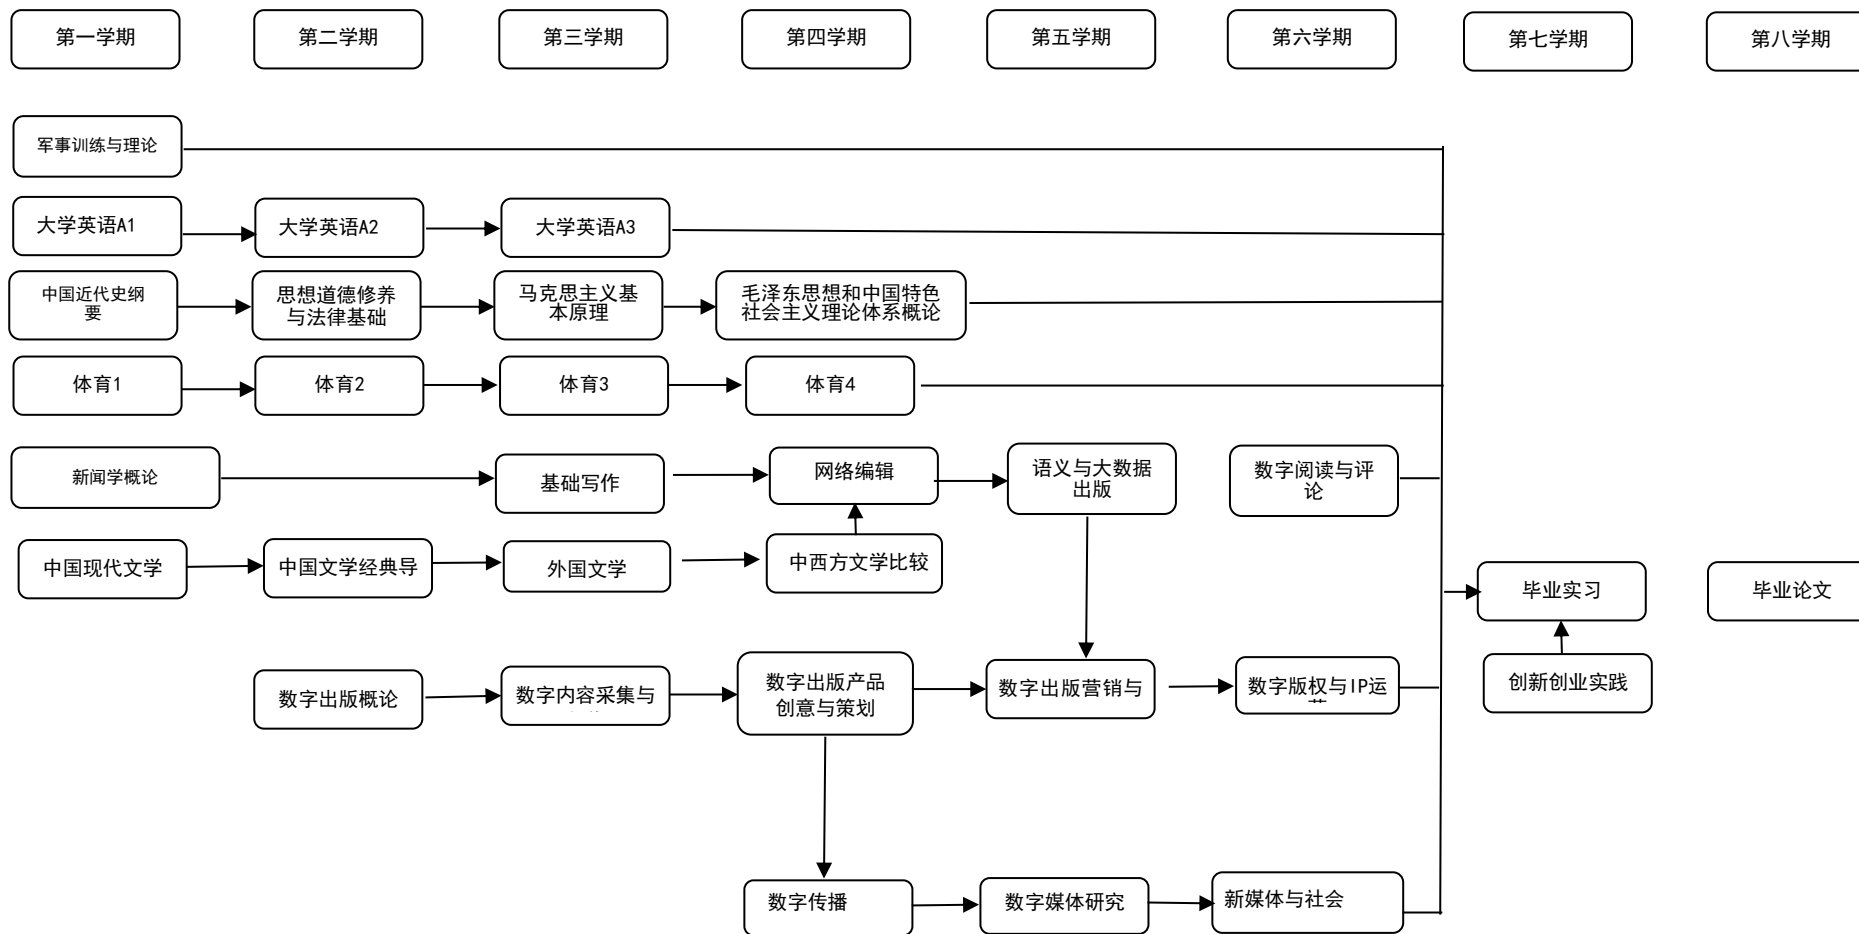 第一学期
第二学期
第三学期
第四学期
第五学期
第六学期
第七学期
第八学期
军事训练与理论
大学英语A1
大学英语A2
大学英语A3
中国近代史纲
要
思想道德修养
与法律基础
马克思主义基
本原理
毛泽东思想和中国特色
社会主义理论体系概论
体育1
体育2
体育3
体育4
新闻学概论
基础写作
网络编辑
语义与大数据
出版
数字阅读与评
论
中国现代文学
中国文学经典导
外国文学
中西方文学比较
毕业实习
毕业论文
数字出版概论
数字内容采集与
数字出版产品
创意与策划
数字出版营销与
数字版权与IP运
创新创业实践
数字传播
数字媒体研究
新媒体与社会